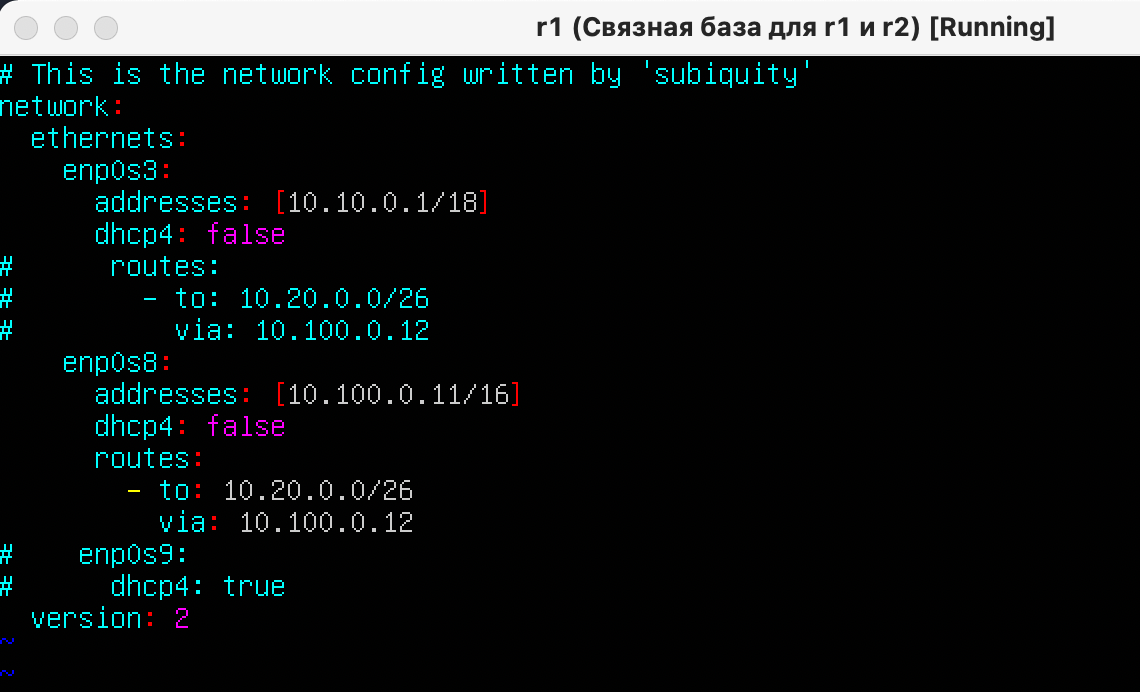 r1 (Связная база для r1 и r2) [Running]
# This is the network config written by 'subiquity'
network:
  ethernets:
    enp0s3:
      addresses: [10.10.0.1/18]
      dhcp4: false
#      routes:
#        - to: 10.20.0.0/26
#          via: 10.100.0.12
    enp0s8:
      addresses: [10.100.0.11/16]
      dhcp4: false
      routes:
        - to: 10.20.0.0/26
          via: 10.100.0.12
#    enp0s9:
#      dhcp4: true
  version: 2
~
~